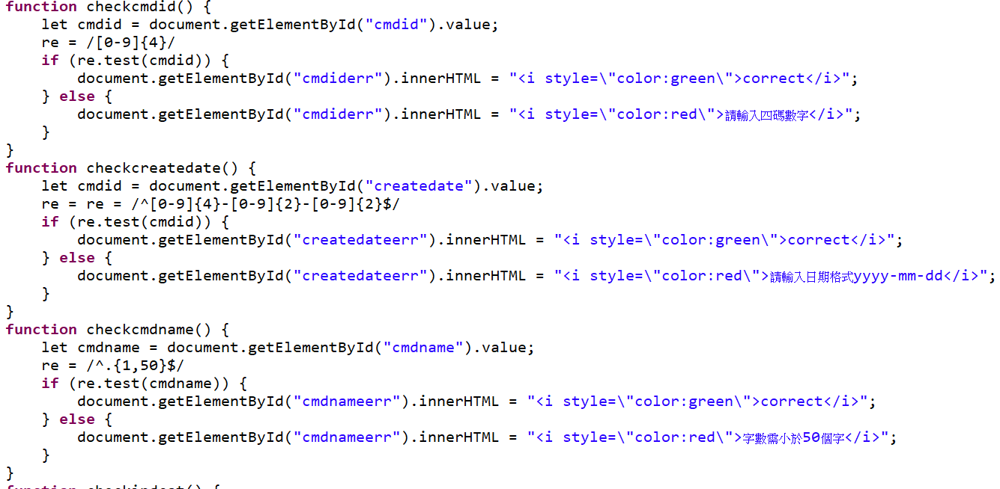 function checkcmdid() {
    let cmdid = document.getElementById("cmdid").value;
    re = /[0-9]{4}/
    if (re.test(cmdid)) {
        document.getElementById("cmdiderr").innerHTML = "<i style=\"color:green\">correct</i>";
    } else {
        document.getElementById("cmdiderr").innerHTML = "<i style=\"color:red\">請輸入四碼數字</i>";
    }
}
function checkcreatedate() {
    let cmdid = document.getElementById("createdate").value;
    re = re = /^[0-9]{4}-[0-9]{2}-[0-9]{2}$/
    if (re.test(cmdid)) {
        document.getElementById("createdateerr").innerHTML = "<i style=\"color:green\">correct</i>";
    } else {
        document.getElementById("createdateerr").innerHTML = "<i style=\"color:red\">請輸入日期格式yyyy-mm-dd</i>";
    }
}
function checkcmdname() {
    let cmdname = document.getElementById("cmdname").value;
    re = /^.{1,50}$/
    if (re.test(cmdname)) {
        document.getElementById("cmdnameerr").innerHTML = "<i style=\"color:green\">correct</i>";
    } else {
        document.getElementById("cmdnameerr").innerHTML = "<i style=\"color:red\">字數需小於50個字</i>";
    }
}